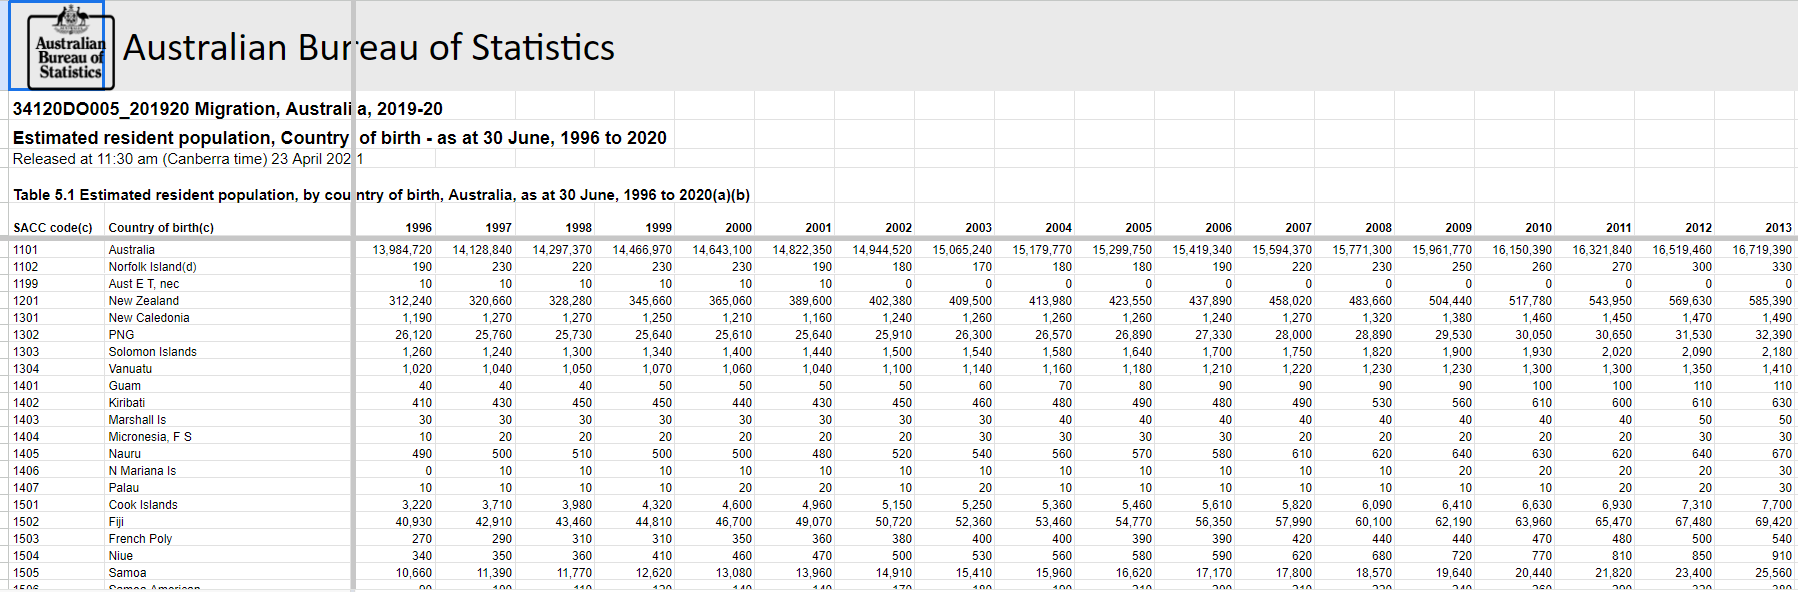 Australian
Bureau of
Statistics
Australian Bureau of Statistics
34120DO005_201920 Migration, Australia, 2019-20
Estimated resident population, Country of birth - as at 30 June, 1996 to 2020
Released at 11:30 am (Canberra time) 23 April 2021
Table 5.1 Estimated resident population, by country of birth, Australia, as at 30 June, 1996 to 2020(a)(b)
SACC code(c) Country of birth(c) 1996 1997 1998 1999 2000 2001 2002 2003 2004 2005 2006 2007 2008 2009 2010 2011 2012 2013
1101 Australia 13,984,720 14,128,840 14,297,370 14,466,970 14,643,100 14,822,350 14,944,520 15,065,240 15,179,770 15,299,750 15,419,340 15,594,370 15,771,300 15,961,770 16,150,390 16,321,840 16,519,460 16,719,390
1102 Norfolk Island(d) 190 230 220 230 230 190 180 170 180 180 190 220 230 250 260 270 300 330
1199 Aust E T, nec 10 10 10 10 10 10 0 0 0 0 0 0 0 0 0 0 0 0
1201 New Zealand 312,240 320,660 328,280 345,660 365,060 389,600 402,380 409,500 413,980 423,550 437,890 458,020 483,660 504,440 517,780 543,950 569,630 585,390
1301 New Caledonia 1,190 1,270 1,270 1,250 1,210 1,160 1,240 1,260 1,260 1,260 1,240 1,270 1,320 1,380 1,460 1,450 1,470 1,490
1302 PNG 26,120 25,760 25,730 25,640 25,610 25,640 25,910 26,300 26,570 26,890 27,330 28,000 28,890 29,530 30,050 30,650 31,530 32,390
1303 Solomon Islands 1,260 1,240 1,300 1,340 1,400 1,440 1,500 1,540 1,580 1,640 1,700 1,750 1,820 1,900 1,930 2,020 2,090 2,180
1304 Vanuatu 1,020 1,040 1,050 1,070 1,060 1,040 1,100 1,140 1,160 1,180 1,210 1,220 1,230 1,230 1,300 1,300 1,350 1,410
1401 Guam 40 40 40 50 50 50 50 60 70 80 90 90 90 90 100 100 110 110
1402 Kiribati 410 430 450 450 440 430 450 460 480 490 480 490 530 560 610 600 610 630
1403 Marshall Is 30 30 30 30 30 30 30 30 40 40 40 40 40 40 40 40 50 50
1404 Micronesia, F S 10 20 20 20 20 20 20 30 30 30 30 20 20 20 20 20 30 30
1405 Nauru 490 500 510 500 500 480 520 540 560 570 580 610 620 640 630 620 640 670
1406 N Mariana Is 0 10 10 10 10 10 10 10 10 10 10 10 10 20 20 20 20 30
1407 Palau 10 10 10 10 20 20 10 20 10 10 10 10 10 10 10 20 20 30
1501 Cook Islands 3,220 3,710 3,980 4,320 4,600 4,960 5,150 5,250 5,360 5,460 5,610 5,820 6,090 6,410 6,630 6,930 7,310 7,700
1502 Fiji 40,930 42,910 43,460 44,810 46,700 49,070 50,720 52,360 53,460 54,770 56,350 57,990 60,100 62,190 63,960 65,470 67,480 69,420
1503 French Poly 270 290 310 310 350 360 380 400 400 390 390 420 440 440 470 480 500 540
1504 Niue 340 350 360 410 460 470 500 530 560 580 590 620 680 720 770 810 850 910
1505 Samoa 10,660 11,390 11,770 12,620 13,080 13,960 14,910 15,410 15,960 16,620 17,170 17,800 18,570 19,640 20,440 21,820 23,400 25,560